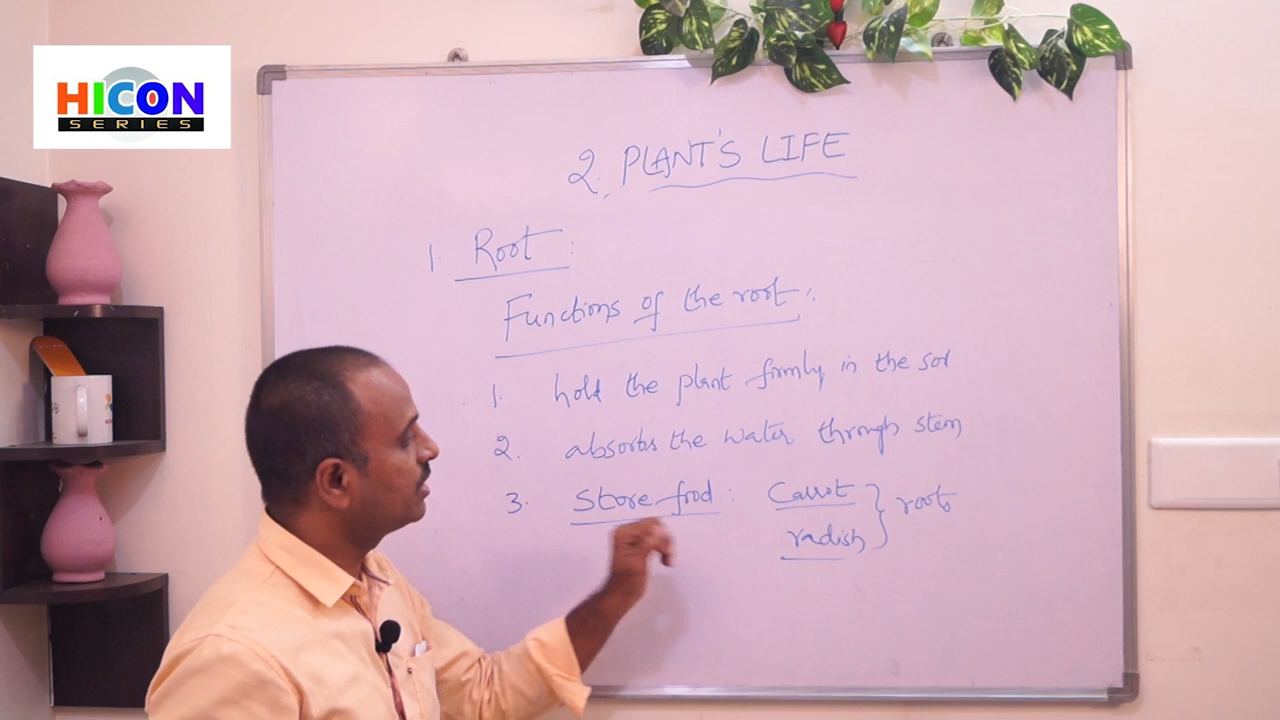 HICON
SERIES
2. PLANT'S LIFE
1. Root :
Functions of the root :
1. hold the plant firmly in the soil
2. absorbs the water through stem
3. Store food : Carrot } roots
radish